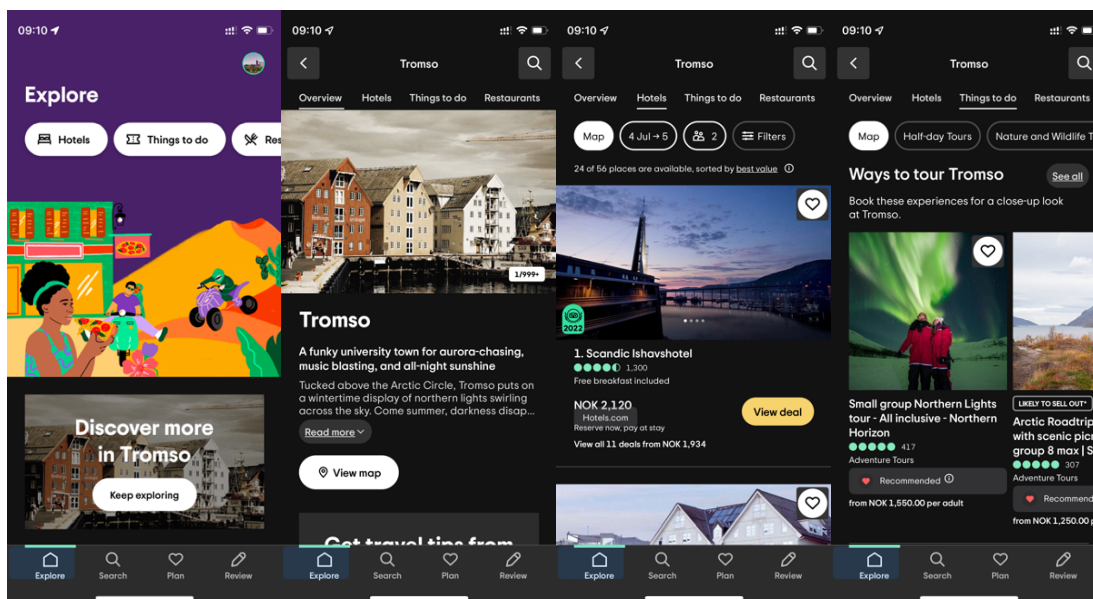 09:10
Explore
Hotels
Things to do
Res
Discover more
in Tromsø
Keep exploring
Explore
Search
Plan
Review
09:10
Tromso
Overview
Hotels
Things to do
Restaurants
1/999+
Tromso
A funky university town for aurora-chasing,
music blasting, and all-night sunshine
Tucked above the Arctic Circle, Tromso puts on
a wintertime display of northern lights swirling
across the sky. Come summer, darkness disap...
Read more
View map
Get travel tips from
Explore
Search
Plan
Review
09:10
Tromso
Overview
Hotels
Things to do
Restaurants
Map
4 Jul → 5
2
Filters
24 of 56 places are available, sorted by best value
2022
1. Scandic Ishavshotel
1,300
Free breakfast included
NOK 2,120
Hotels.com
Reserve now, pay at stay
View deal
View all 11 deals from NOK 1,934
Explore
Search
Plan
Review
09:10
Tromso
Overview
Hotels
Things to do
Restaurants
Map
Half-day Tours
Nature and Wildlife T
Ways to tour Tromso
See all
Book these experiences for a close-up look
at Tromso.
Small group Northern Lights
tour - All inclusive - Northern
Horizon
417
Adventure Tours
Recommended
from NOK 1,550.00 per adult
LIKELY TO SELL OUT*
Arctic Roadtrip
with scenic picn
group 8 max | S
307
Adventure Tours
Recommend
from NOK 1,250.00 p
Explore
Search
Plan
Review